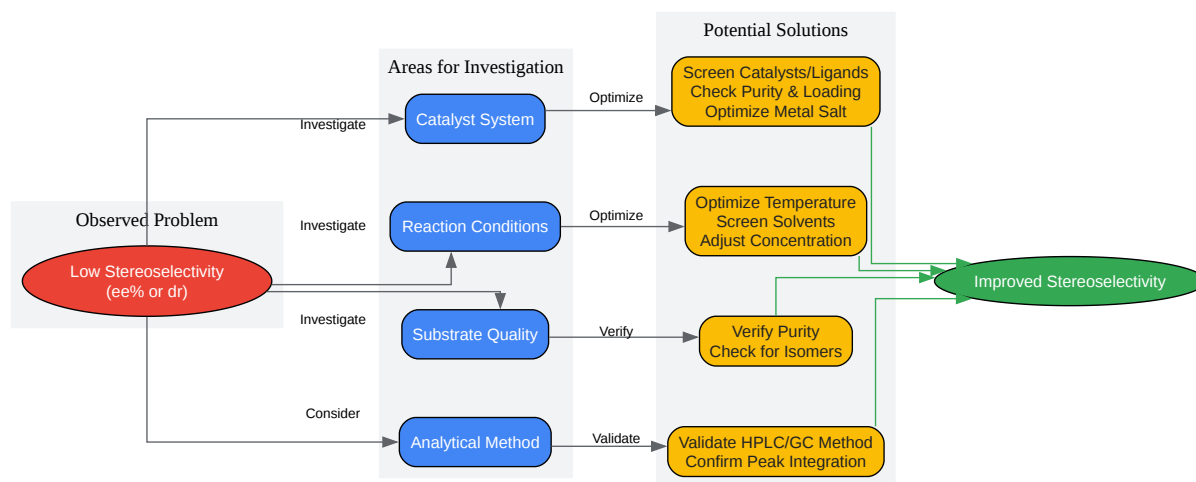 Potential Solutions
Areas for Investigation
Observed Problem
Low Stereoselectivity
(ee% or dr)
Investigate
Investigate
Investigate
Consider
Catalyst System
Reaction Conditions
Substrate Quality
Analytical Method
Optimize
Optimize
Verify
Validate
Screen Catalysts/Ligands
Check Purity & Loading
Optimize Metal Salt
Optimize Temperature
Screen Solvents
Adjust Concentration
Verify Purity
Check for Isomers
Validate HPLC/GC Method
Confirm Peak Integration
Improved Stereoselectivity